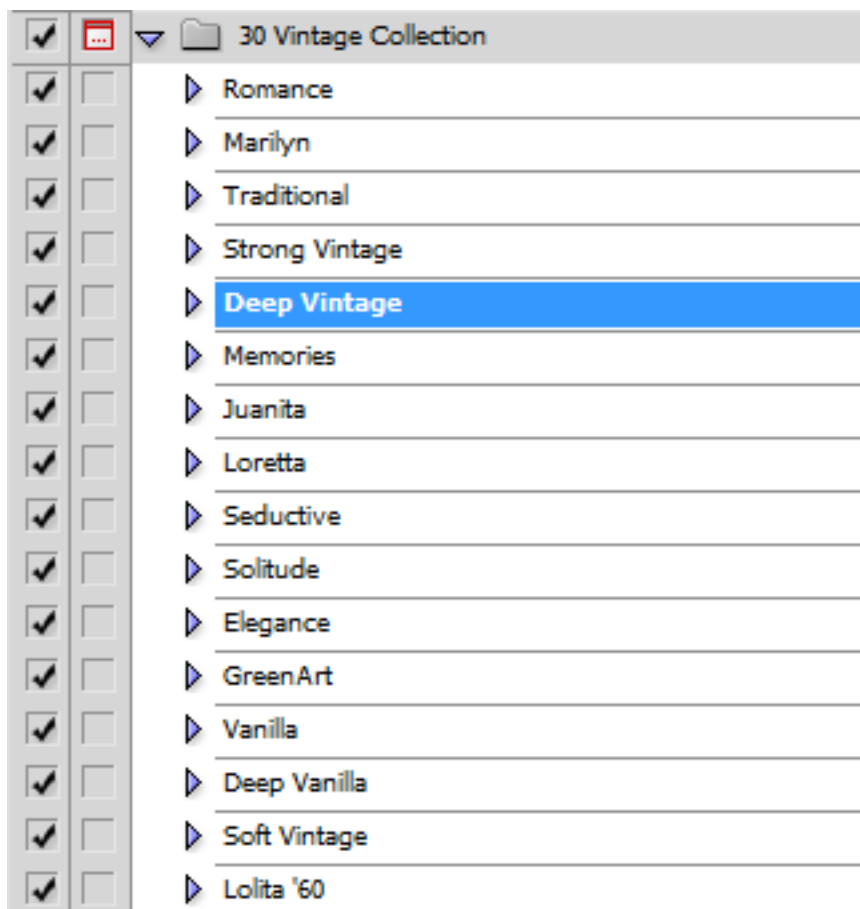 30 Vintage Collection
Romance
Marilyn
Traditional
Strong Vintage
Deep Vintage
Memories
Juanita
Loretta
Seductive
Solitude
Elegance
GreenArt
Vanilla
Deep Vanilla
Soft Vintage
Lolita '60